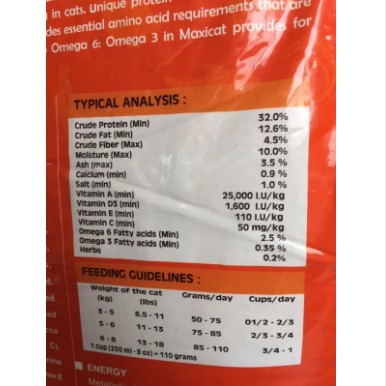 in cats. Unique protein
des essential amino acid requirements that are
Omega 6: Omega 3 in Maxicat provides for
TYPICAL ANALYSIS :
Crude Protein (Min) 32.0%
Crude Fat (Min) 12.6%
Crude Fiber (Max) 4.5%
Moisture (Max) 10.0%
Ash (max) 3.5 %
Calcium (min) 0.9 %
Salt (min) 1.0 %
Vitamin A (min) 25,000 I.U/kg
Vitamin D3 (min) 1,600 I.U/kg
Vitamin E (min) 110 I.U/kg
Vitamin C (min) 50 mg/kg
Omega 6 Fatty acids (Min) 2.5 %
Omega 3 Fatty acids (Min) 0.35 %
Herbs 0.2%
FEEDING GUIDELINES :
Weight of the cat Grams/day Cups/day
(kg) (lbs)
3 - 5 6.5 - 11 50 - 75 01/2 - 2/3
5 - 6 11 - 13 75 - 85 2/3 - 3/4
6 - 8 13 - 18 85 - 110 3/4 - 1
1 cup (250 ml - 8 oz) = 110 grams
ENERGY